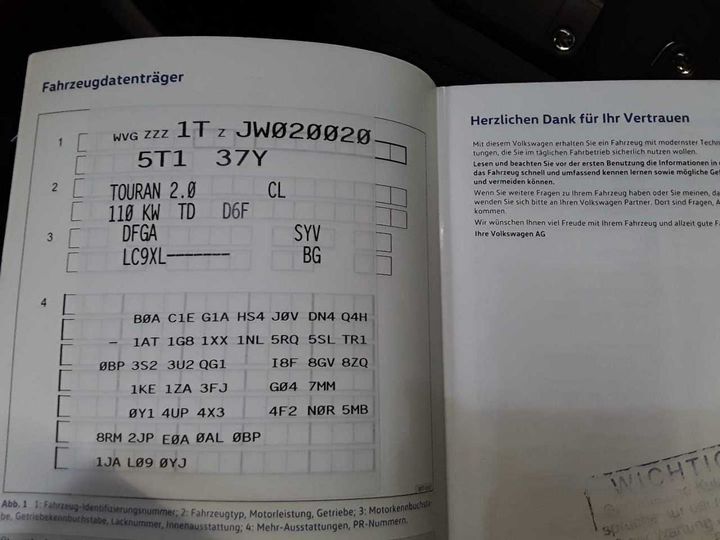 Fahrzeugdatenträger
1 WVG ZZZ 1T Z JW020020
5T1 37Y
2 TOURAN 2.0 CL
110 KW TD D6F
3 DFGA SYV
LC9XL------- BG
4
B0A C1E G1A HS4 J0V DN4 Q4H
– 1AT 1G8 1XX 1NL 5RQ 5SL TR1
0BP 3S2 3U2 QG1 I8F 8GV 8ZQ
1KE 1ZA 3FJ G04 7MM
0Y1 4UP 4X3 4F2 N0R 5MB
8RM 2JP E0A 0AL 0BP
1JA L09 0YJ
Abb. 1 1: Fahrzeug-Identifizierungsnummer; 2: Fahrzeugtyp, Motorleistung, Getriebe; 3:
Getriebekennbuchstabe, Lacknummer, Innenausstattung; 4: Mehr-Ausstattungen, PR-Nummern.
Herzlichen Dank für Ihr Vertrauen
Mit diesem Volkswagen erhalten Sie ein Fahrzeug mit modernster
tungen, die Sie im täglichen Fahrbetrieb sicherlich nutzen wollen.
Lesen und beachten Sie vor der ersten Benutzung die Informationen in
das Fahrzeug schnell und umfassend kennen lernen sowie mögliche
und vermeiden können.
Wenn Sie weitere Fragen zu Ihrem Fahrzeug haben oder Sie meinen,
wenden Sie sich bitte an Ihren Volkswagen Partner. Dort sind Fragen,
kommen.
Wir wünschen Ihnen viel Freude mit Ihrem Fahrzeug und allzeit gute
Ihre Volkswagen AG
WICHTIG